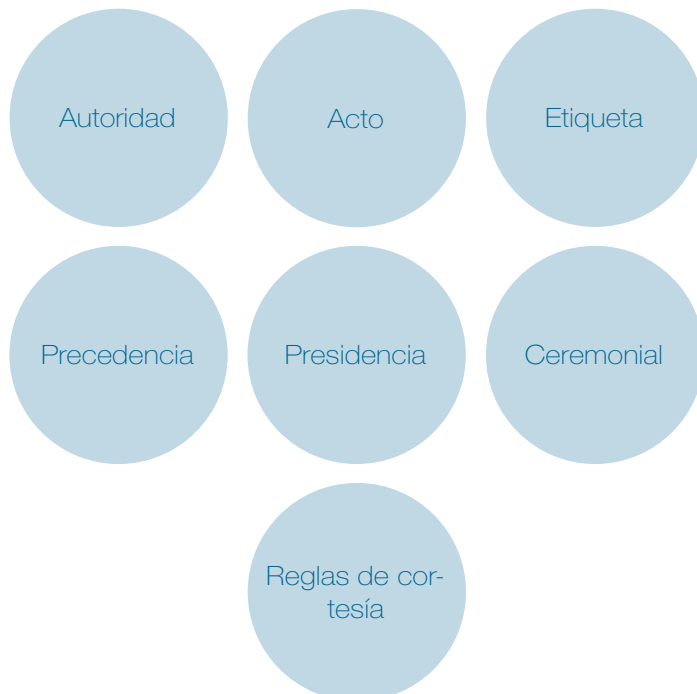 Autoridad
Acto
Etiqueta
Precedencia
Presidencia
Ceremonial
Reglas de cor-
tesía